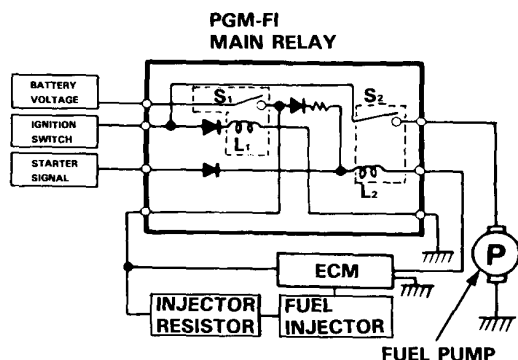 PGM-FI
MAIN RELAY
BATTERY
VOLTAGE
IGNITION
SWITCH
STARTER
SIGNAL
S1
L1
S2
L2
ECM
INJECTOR
RESISTOR
FUEL
INJECTOR
P
FUEL PUMP